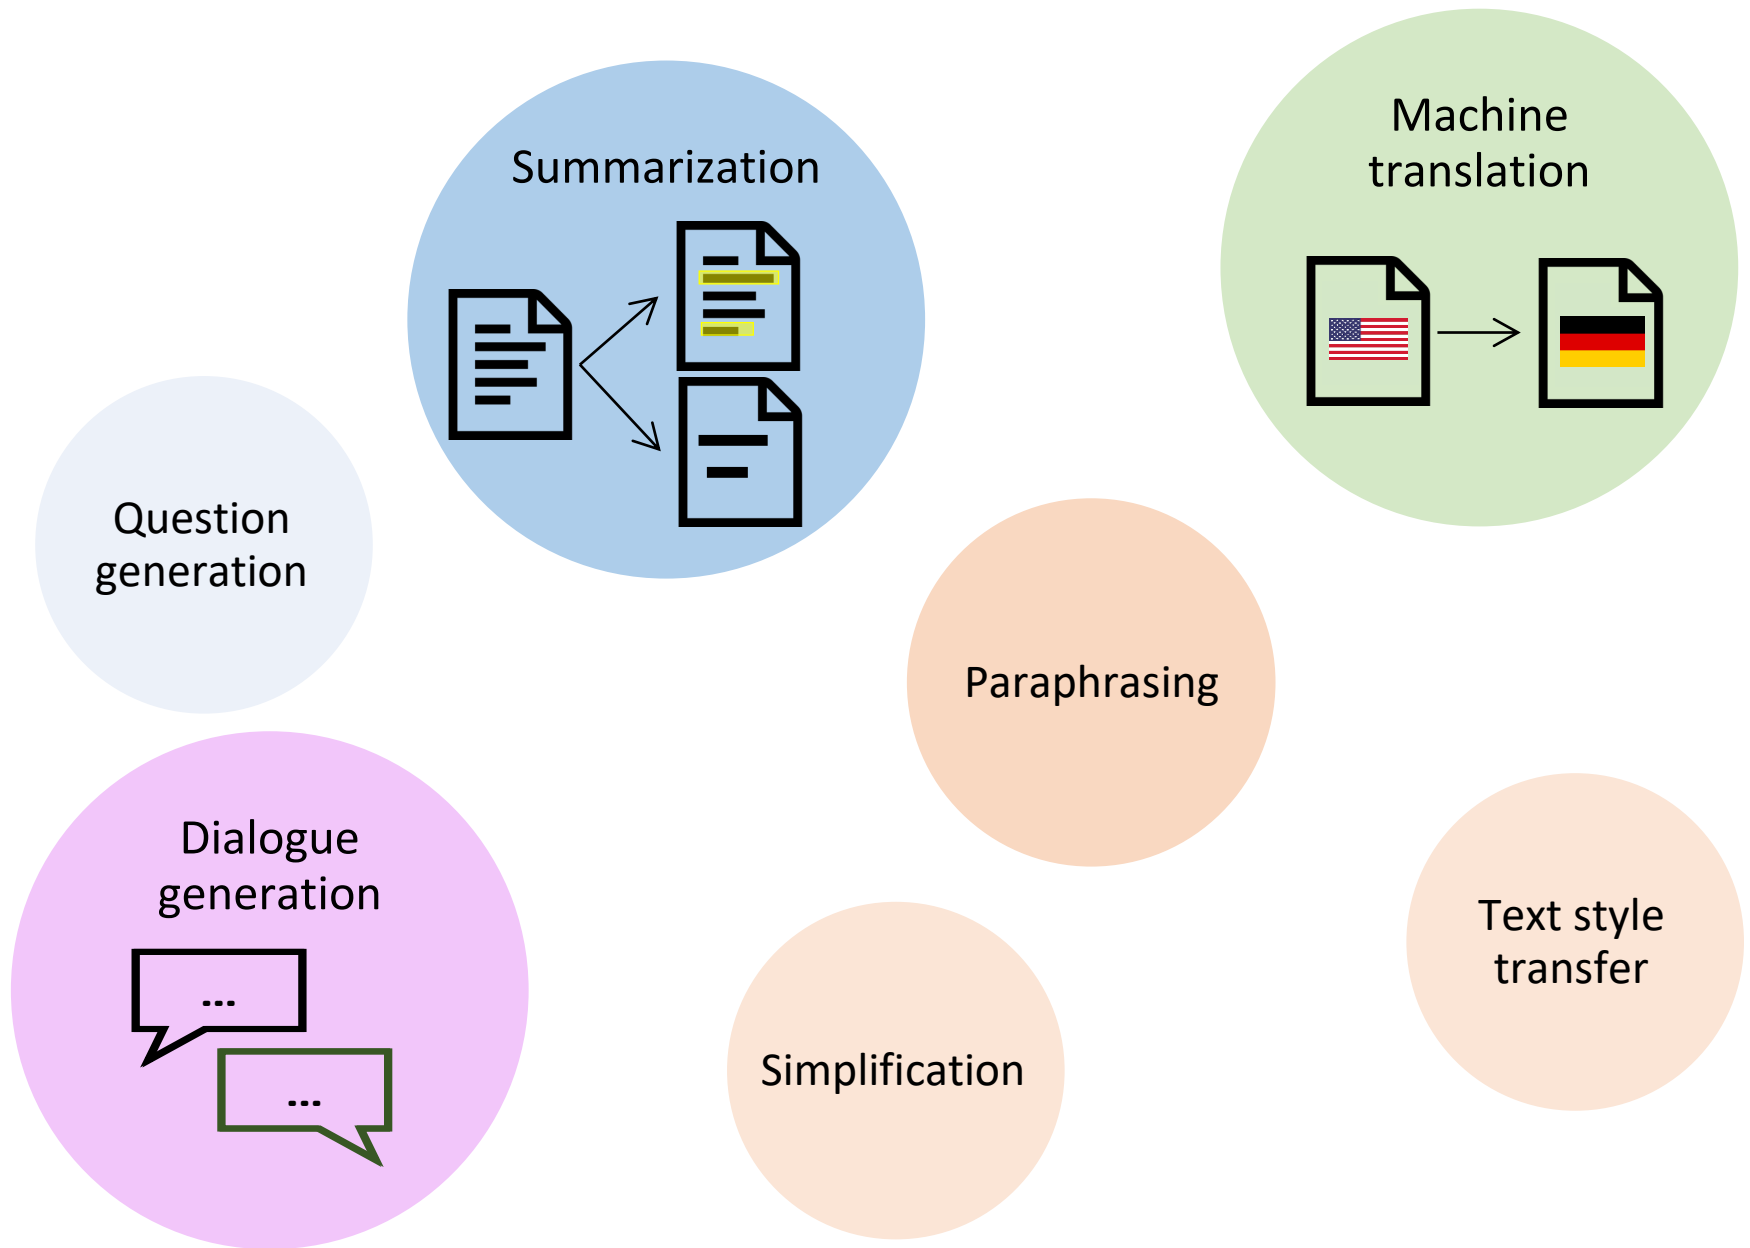 Summarization
Machine
translation
Question
generation
Paraphrasing
Dialogue
generation
...
...
Simplification
Text style
transfer